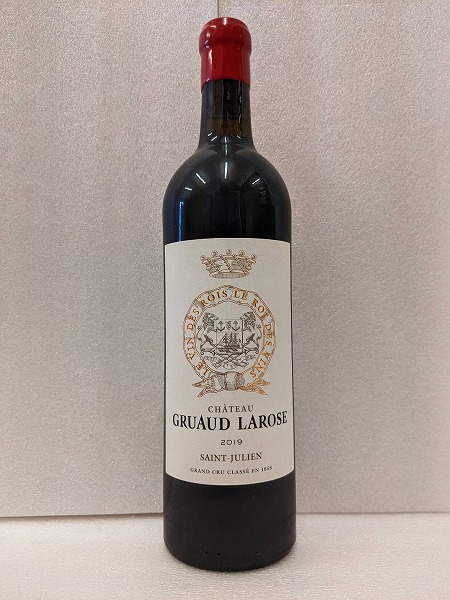 LE VIN DES ROIS LE ROI DES VINS
CHÂTEAU
GRUAUD LAROSE
2019
SAINT-JULIEN
GRAND CRU CLASSÉ EN 1855